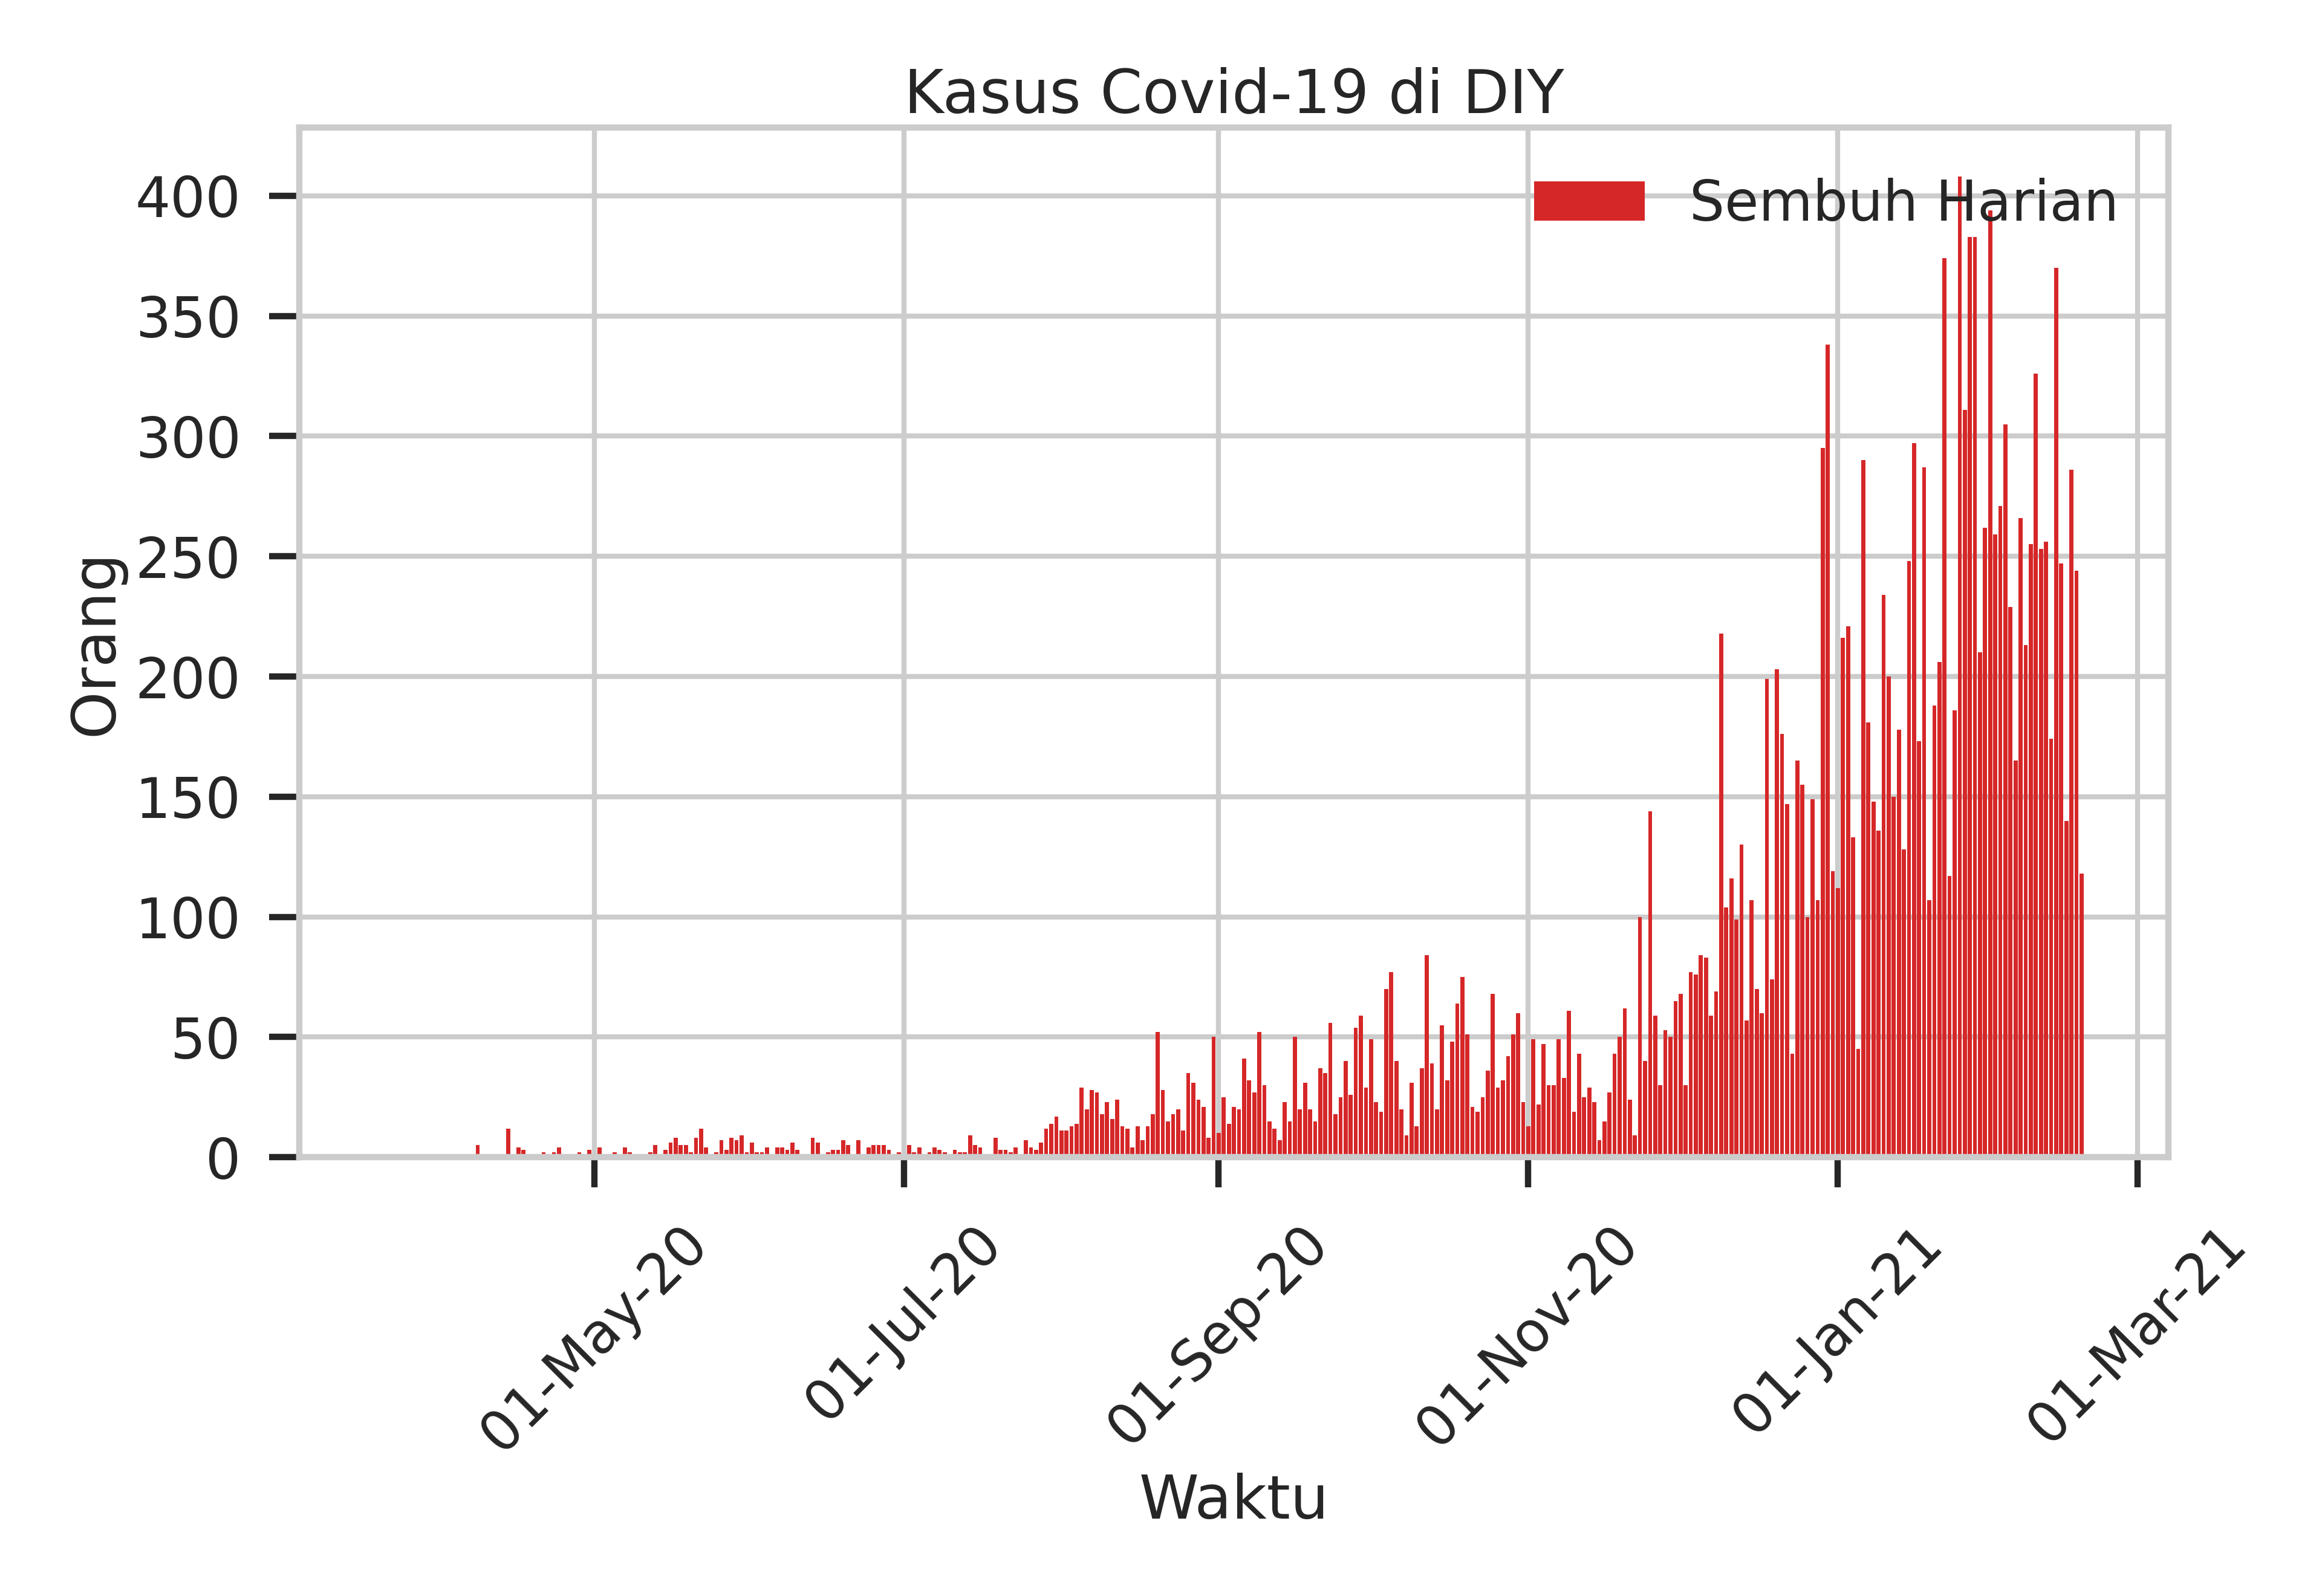 Kasus Covid-19 di DIY
Sembuh Harian
Orang
400
350
300
250
200
150
100
50
0
01-May-20
01-Jul-20
01-Sep-20
01-Nov-20
01-Jan-21
01-Mar-21
Waktu